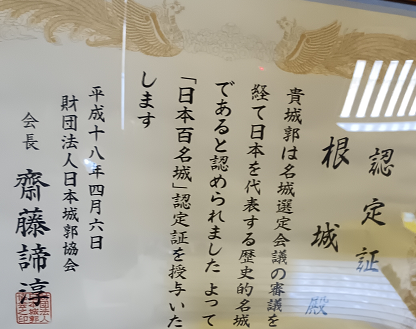 認定証
根城 殿
貴城郭は名城選定会議の審議を
経て日本を代表する歴史的名城
であると認められました よって
「日本百名城」認定証を授与いた
します
平成十八年四月六日
財団法人日本城郭協会
会長 齋藤諦淳